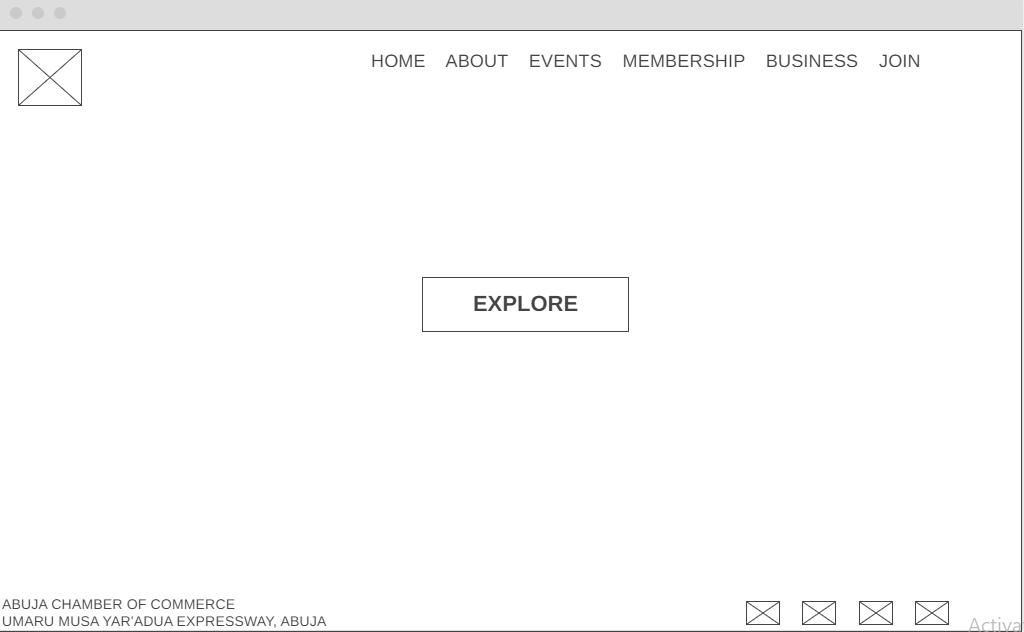 HOME ABOUT EVENTS MEMBERSHIP BUSINESS JOIN
EXPLORE
ABUJA CHAMBER OF COMMERCE
UMARU MUSA YAR'ADUA EXPRESSWAY, ABUJA
Activa